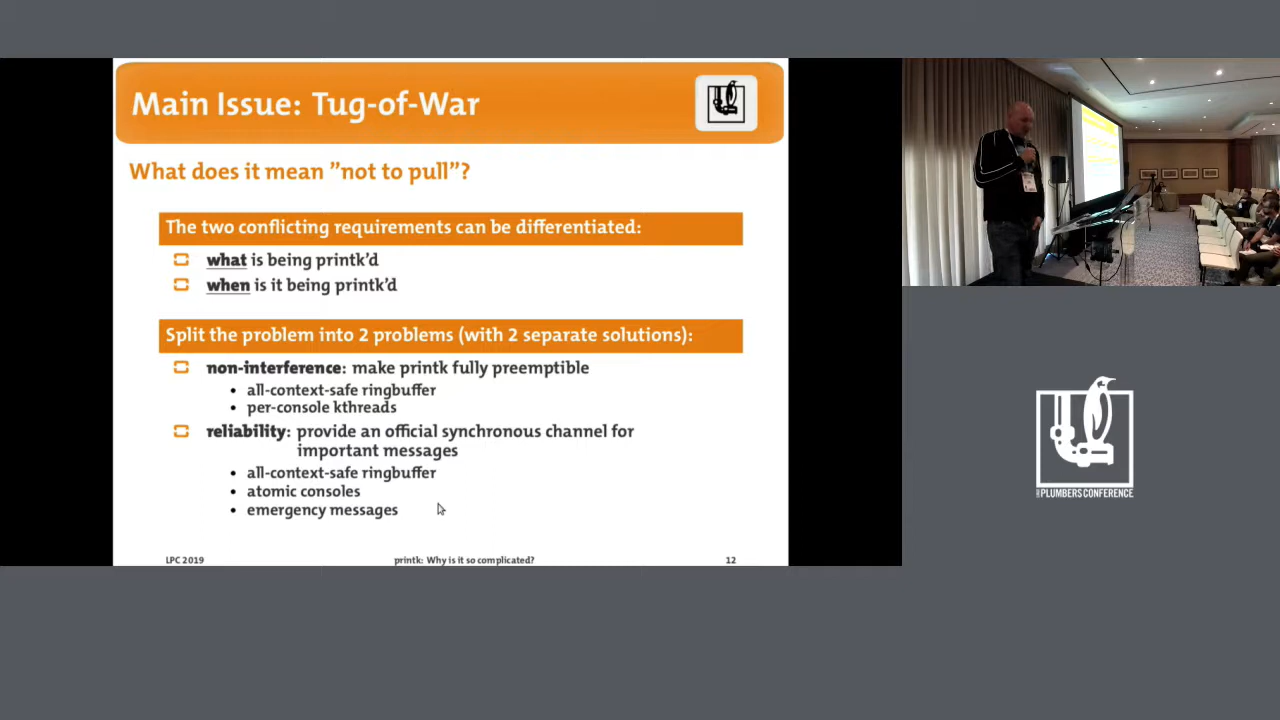 Main Issue: Tug-of-War
What does it mean ”not to pull”?
The two conflicting requirements can be differentiated:
what is being printk'd
when is it being printk'd
Split the problem into 2 problems (with 2 separate solutions):
non-interference: make printk fully preemptible
• all-context-safe ringbuffer
• per-console kthreads
reliability: provide an official synchronous channel for
important messages
• all-context-safe ringbuffer
• atomic consoles
• emergency messages
LPC 2019
printk: Why is it so complicated?
12
PLUMBERS CONFERENCE